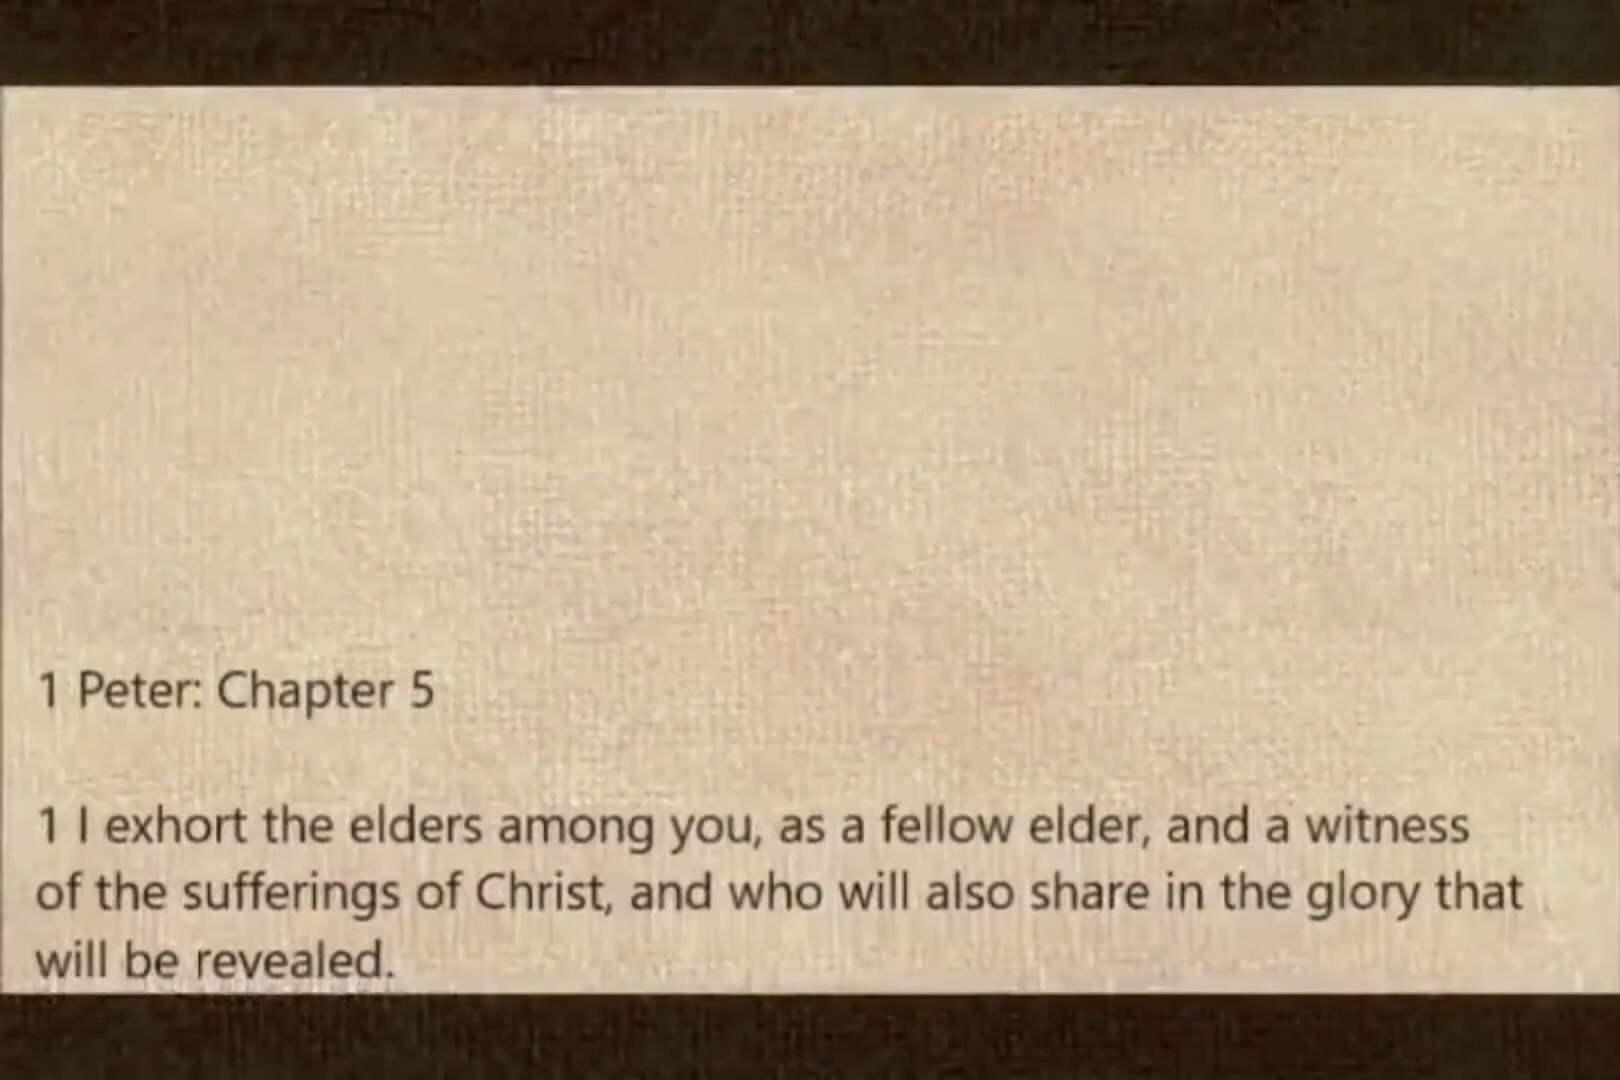 1 Peter: Chapter 5
1 I exhort the elders among you, as a fellow elder, and a witness
of the sufferings of Christ, and who will also share in the glory that
will be revealed.